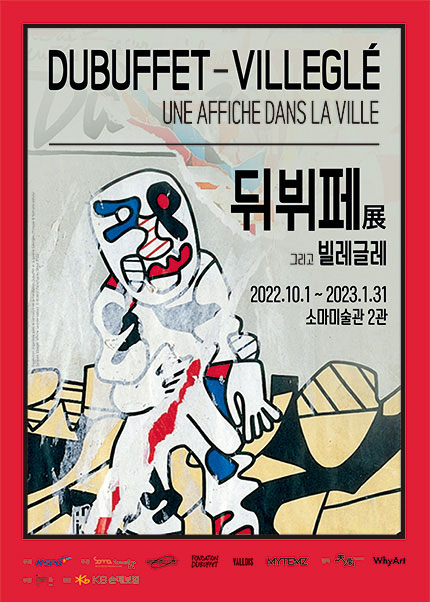 DUBUFFET – VILLEGLÉ
UNE AFFICHE DANS LA VILLE
뒤뷔페展
그리고 빌레글레
2022.10.1 ~ 2023.1.31
소마미술관 2관
FONDATION
DUBUFFET
VALLOIS
MYTEMZ
WhyArt
KB손해보험